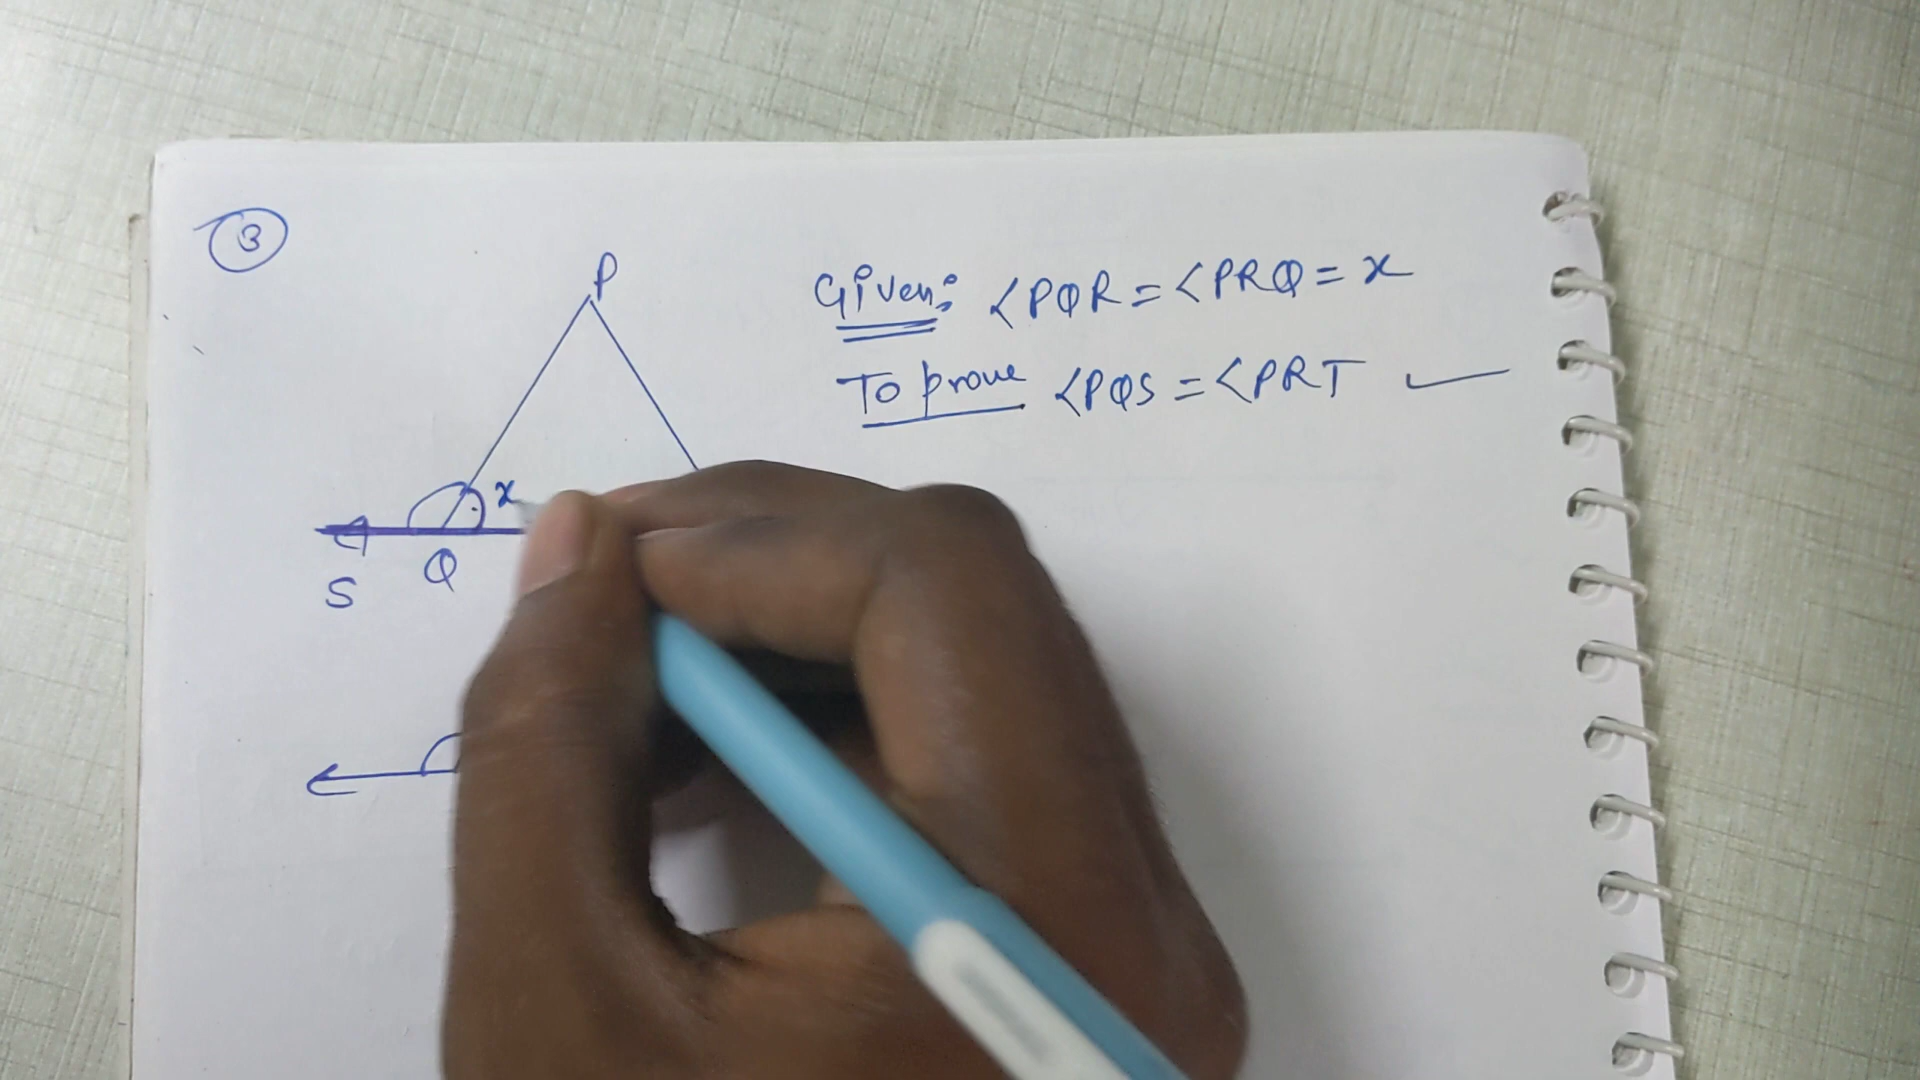 3
P
Given: <PQR = <PRQ = x
To prove <PQS = <PRT
x
S Q